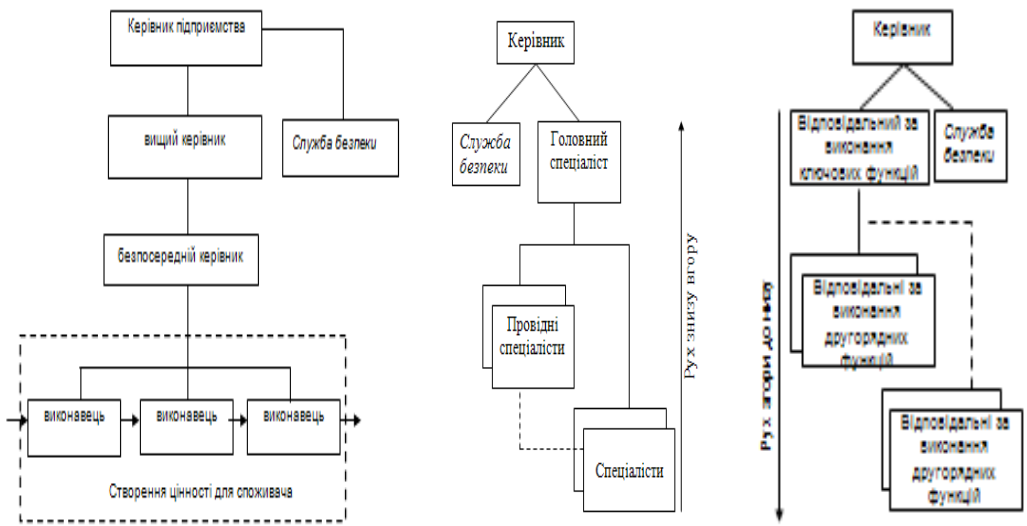 Керівник підприємства
вищий керівник
Служба безпеки
безпосередній керівник
виконавець
виконавець
виконавець
Створення цінності для споживача
Керівник
Служба
безпеки
Головний
спеціаліст
Провідні
спеціалісти
Спеціалісти
Рух знизу вгору
Керівник
Відповідальний за
виконання
ключових функцій
Служба
безпеки
Відповідальні за
виконання
другорядних
функцій
Відповідальні за
виконання
другорядних
функцій
Рух згори до низу